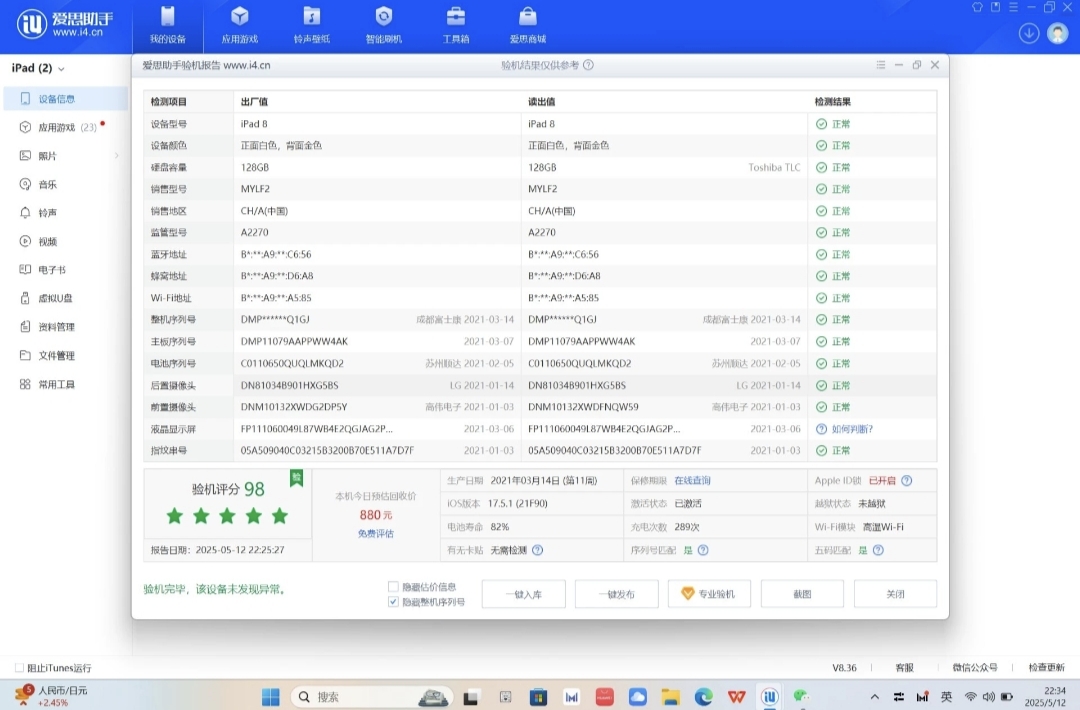 爱思助手
www.i4.cn
我的设备 应用游戏 铃声壁纸 智能刷机 工具箱 爱思商城
iPad (2)
设备信息
应用游戏 (23)
照片
音乐
铃声
视频
电子书
虚拟U盘
资料管理
文件管理
常用工具
爱思助手验机报告 www.i4.cn 验机结果仅供参考
检测项目 出厂值 读出值 检测结果
设备型号 iPad 8 iPad 8 正常
设备颜色 正面白色，背面金色 正面白色，背面金色 正常
硬盘容量 128GB 128GB Toshiba TLC 正常
销售型号 MYLF2 MYLF2 正常
销售地区 CH/A(中国) CH/A(中国) 正常
监管型号 A2270 A2270 正常
蓝牙地址 B*:**:A9:**:C6:56 B*:**:A9:**:C6:56 正常
蜂窝地址 B*:**:A9:**:D6:A8 B*:**:A9:**:D6:A8 正常
Wi-Fi地址 B*:**:A9:**:A5:85 B*:**:A9:**:A5:85 正常
整机序列号 DMP******Q1GJ 成都富士康 2021-03-14 DMP******Q1GJ 成都富士康 2021-03-14 正常
主板序列号 DMP11079AAPPWW4AK 2021-03-07 DMP11079AAPPWW4AK 2021-03-07 正常
电池序列号 C0110650QUQLMKQD2 苏州顺达 2021-02-05 C0110650QUQLMKQD2 苏州顺达 2021-02-05 正常
后置摄像头 DN81034B901HXG5BS LG 2021-01-14 DN81034B901HXG5BS LG 2021-01-14 正常
前置摄像头 DNM10132XWDG2DP5Y 高伟电子 2021-01-03 DNM10132XWDFNQW59 高伟电子 2021-01-03 正常
液晶显示屏 FP111060049L87WB4E2QGJAG2P... 2021-03-06 FP111060049L87WB4E2QGJAG2P... 2021-03-06 如何判断?
指纹串号 05A509040C03215B3200B70E511A7D7F 2021-01-03 05A509040C03215B3200B70E511A7D7F 2021-01-03 正常
验机评分 98
验
报告日期： 2025-05-12 22:25:27
本机今日预估回收价
880 元
免费评估
生产日期 2021年03月14日 (第11周) 保修期限 在线查询 Apple ID锁 已开启
iOS版本 17.5.1 (21F90) 激活状态 已激活 越狱状态 未越狱
电池寿命 82% 充电次数 289次 Wi-Fi模块 高温Wi-Fi
有无卡贴 无需检测 序列号匹配 是 五码匹配 是
验机完毕，该设备未发现异常。
隐藏估价信息
隐藏整机序列号
一键入库 一键发布 专业验机 截图 关闭
阻止iTunes运行 V8.36 客服 微信公众号 检查更新
人民币/日元
+2.45%
5
搜索
英
22:34
2025/5/12